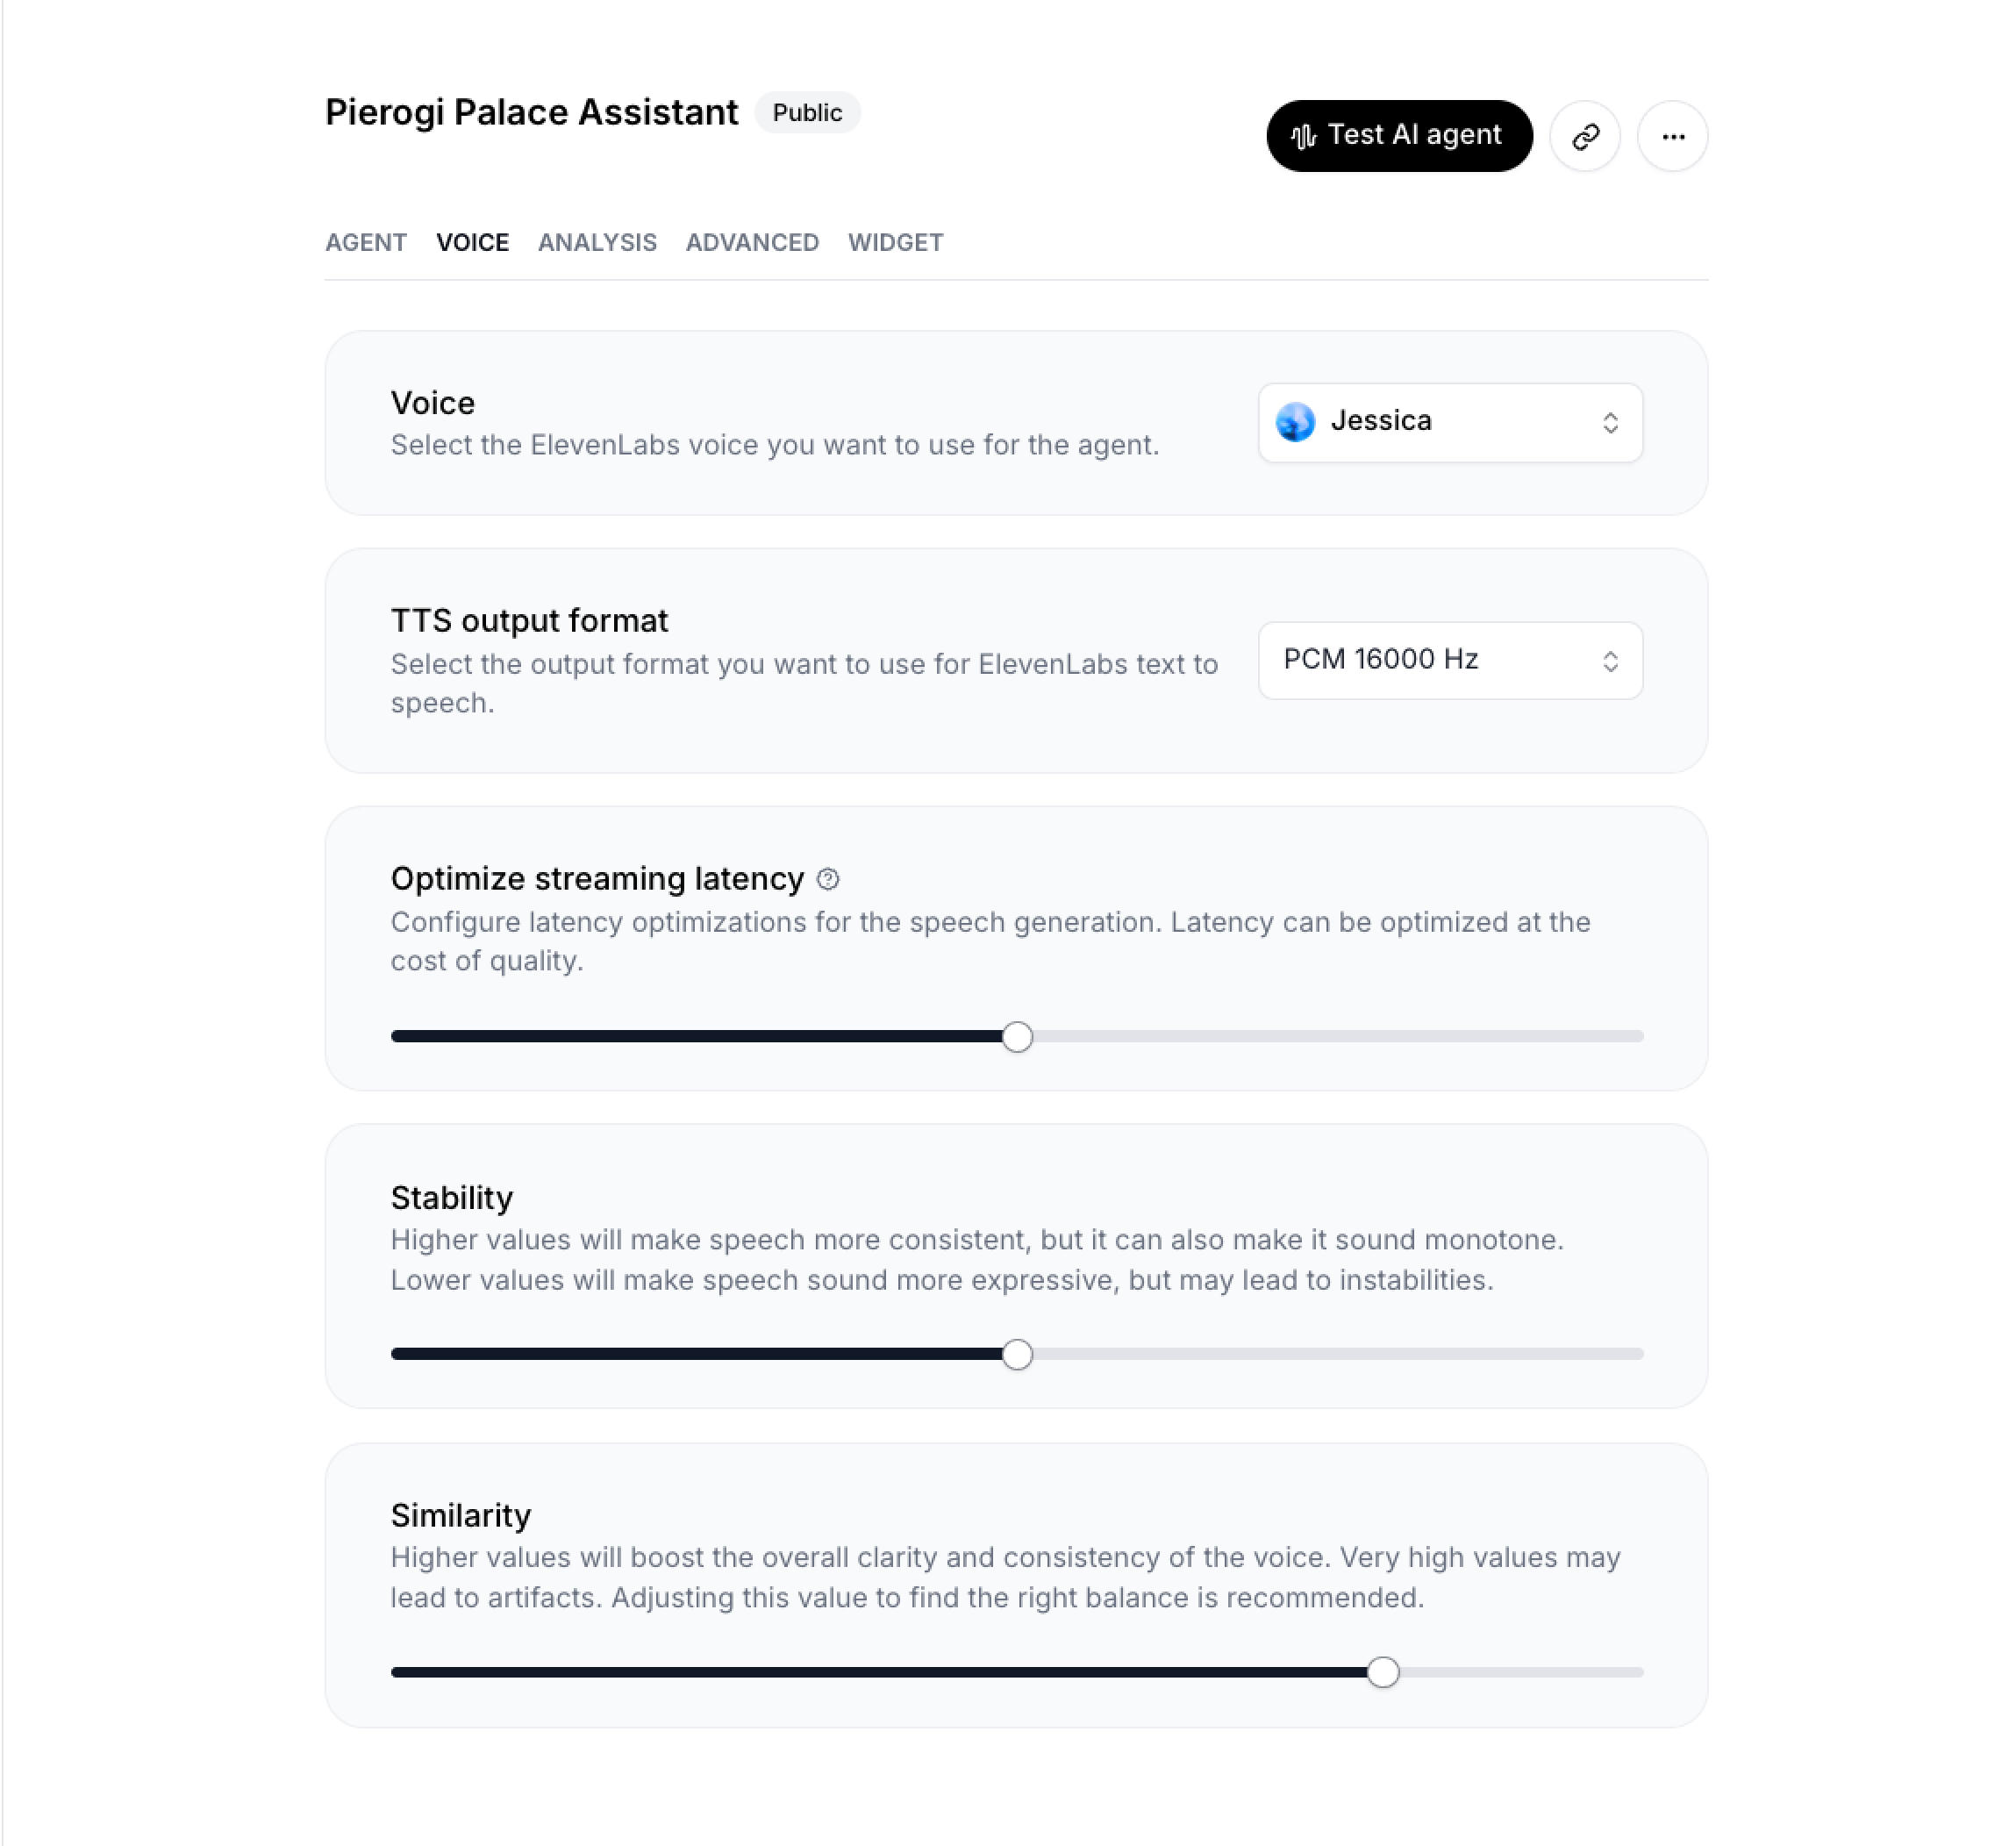 Pierogi Palace Assistant
Public
Test AI agent
AGENT VOICE ANALYSIS ADVANCED WIDGET
Voice
Select the ElevenLabs voice you want to use for the agent.
Jessica
TTS output format
Select the output format you want to use for ElevenLabs text to
speech.
PCM 16000 Hz
Optimize streaming latency
Configure latency optimizations for the speech generation. Latency can be optimized at the
cost of quality.
Stability
Higher values will make speech more consistent, but it can also make it sound monotone.
Lower values will make speech sound more expressive, but may lead to instabilities.
Similarity
Higher values will boost the overall clarity and consistency of the voice. Very high values may
lead to artifacts. Adjusting this value to find the right balance is recommended.